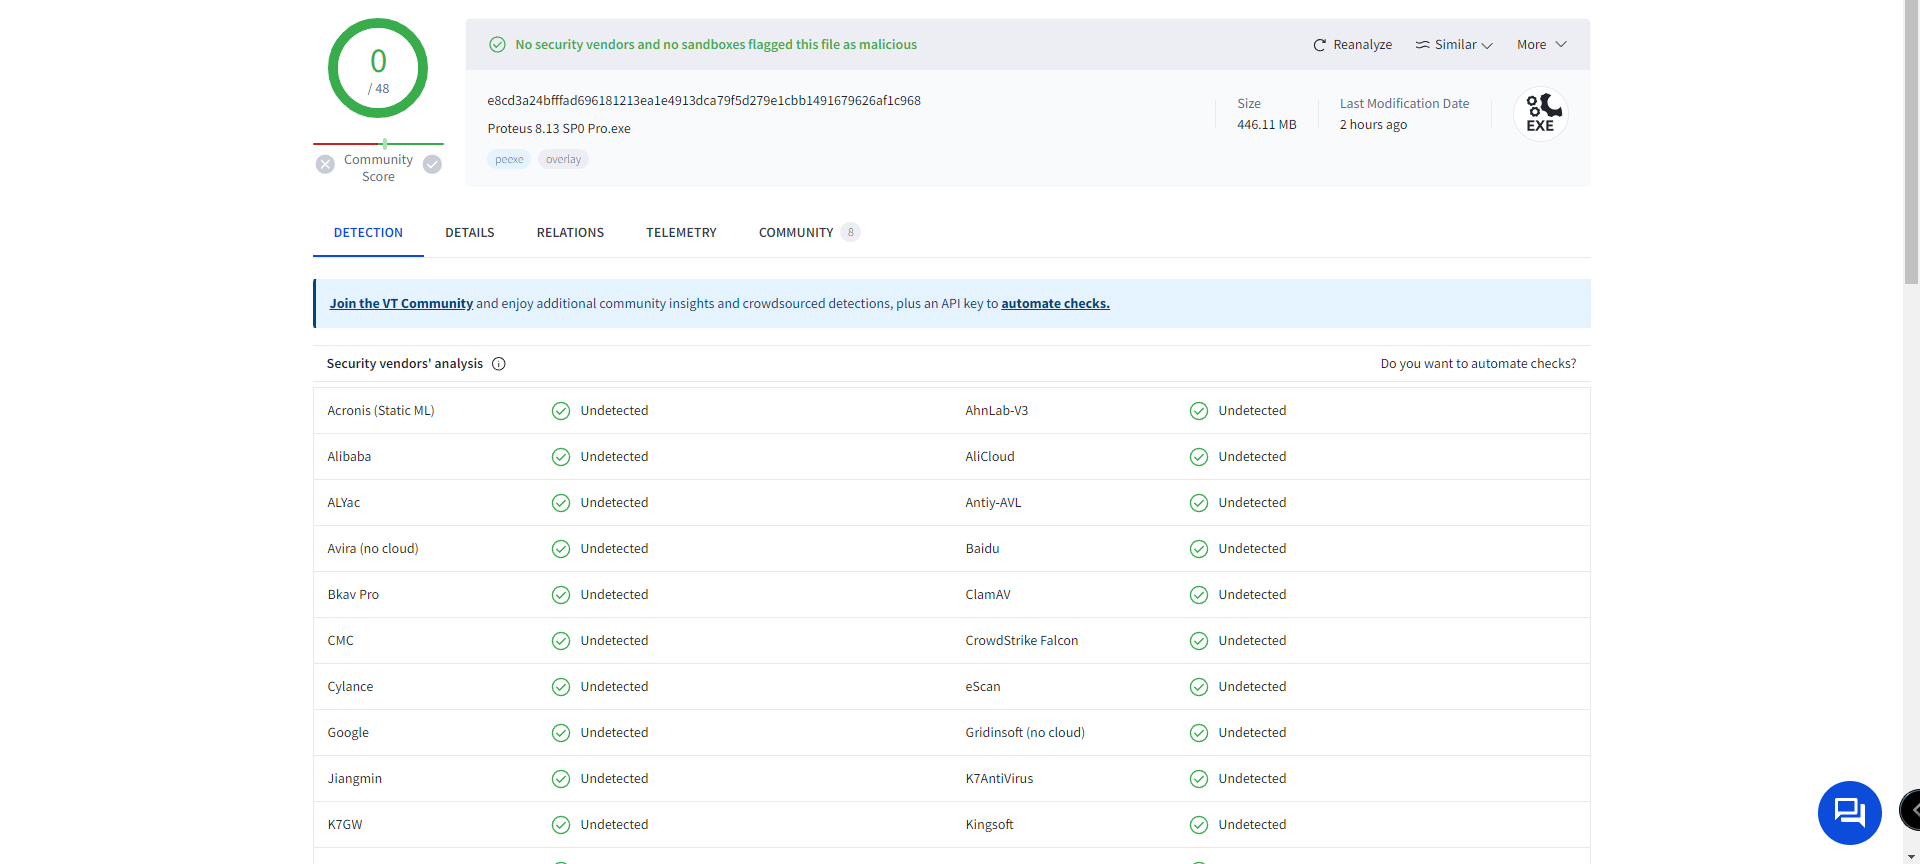 0
/ 48
Community
Score
No security vendors and no sandboxes flagged this file as malicious
Reanalyze
Similar
More
e8cd3a24bfffad696181213ea1e4913dca79f5d279e1cbb1491679626af1c968
Proteus 8.13 SP0 Pro.exe
peexe
overlay
Size
446.11 MB
Last Modification Date
2 hours ago
EXE
DETECTION
DETAILS
RELATIONS
TELEMETRY
COMMUNITY 8
Join the VT Community and enjoy additional community insights and crowdsourced detections, plus an API key to automate checks.
Security vendors' analysis
Do you want to automate checks?
Acronis (Static ML) Undetected AhnLab-V3 Undetected
Alibaba Undetected AliCloud Undetected
ALYac Undetected Antiy-AVL Undetected
Avira (no cloud) Undetected Baidu Undetected
Bkav Pro Undetected ClamAV Undetected
CMC Undetected CrowdStrike Falcon Undetected
Cylance Undetected eScan Undetected
Google Undetected Gridinsoft (no cloud) Undetected
Jiangmin Undetected K7AntiVirus Undetected
K7GW Undetected Kingsoft Undetected